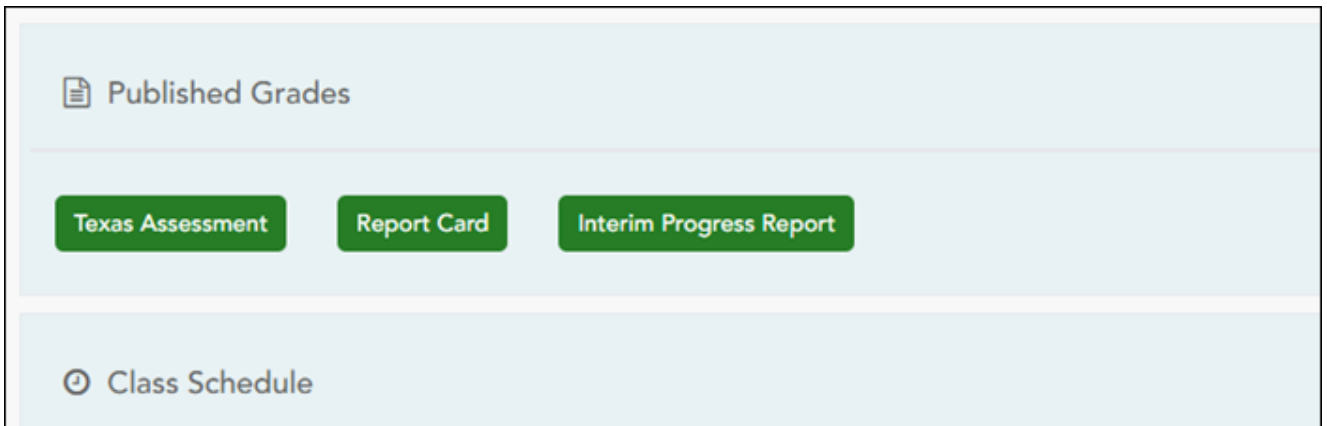 Published Grades
Texas Assessment Report Card Interim Progress Report
Class Schedule